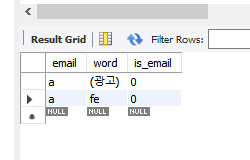 Result Grid Filter Rows:
email word is_email
a (광고) 0
a fe 0
NULL NULL NULL